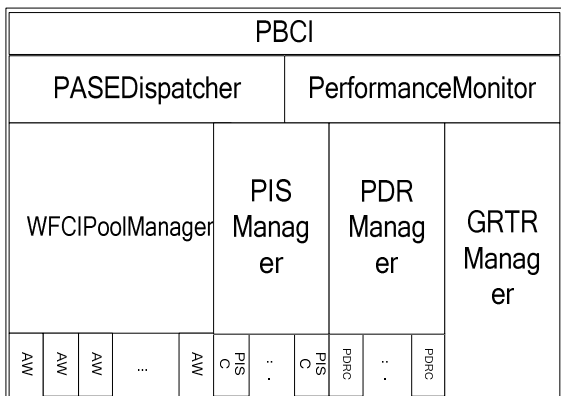 PBCI
PASEDispatcher
PerformanceMonitor
WFCIPoolManager
PIS
Manag
er
PDR
Manag
er
GRTR
Manag
er
AW
AW
AW
...
AW
PIS
C
...
PIS
C
PDRC
...
PDRC